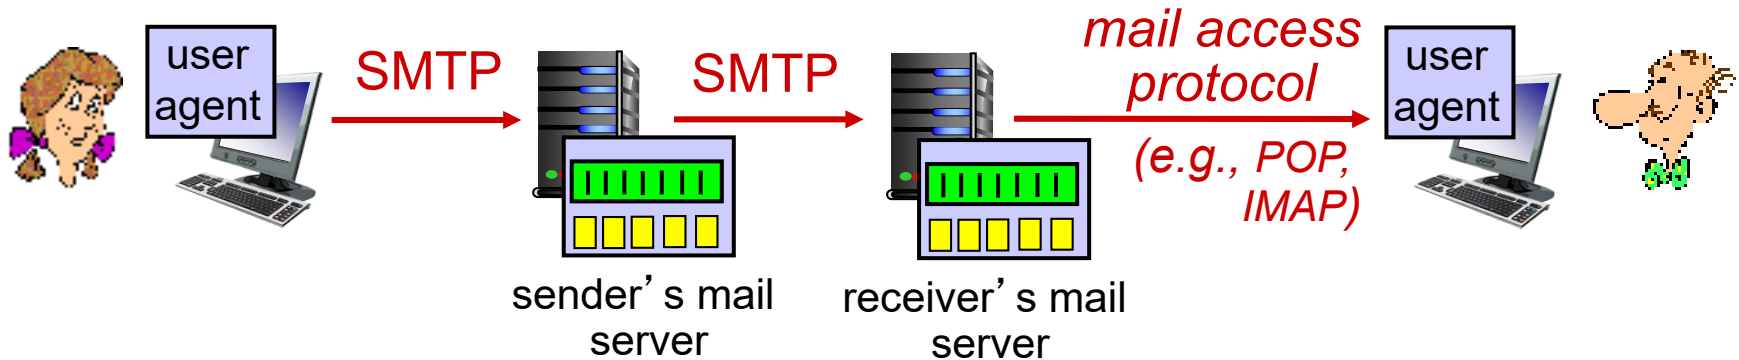 user
agent
SMTP
SMTP
mail access
protocol
(e.g., POP,
IMAP)
user
agent
sender’s mail
server
receiver’s mail
server